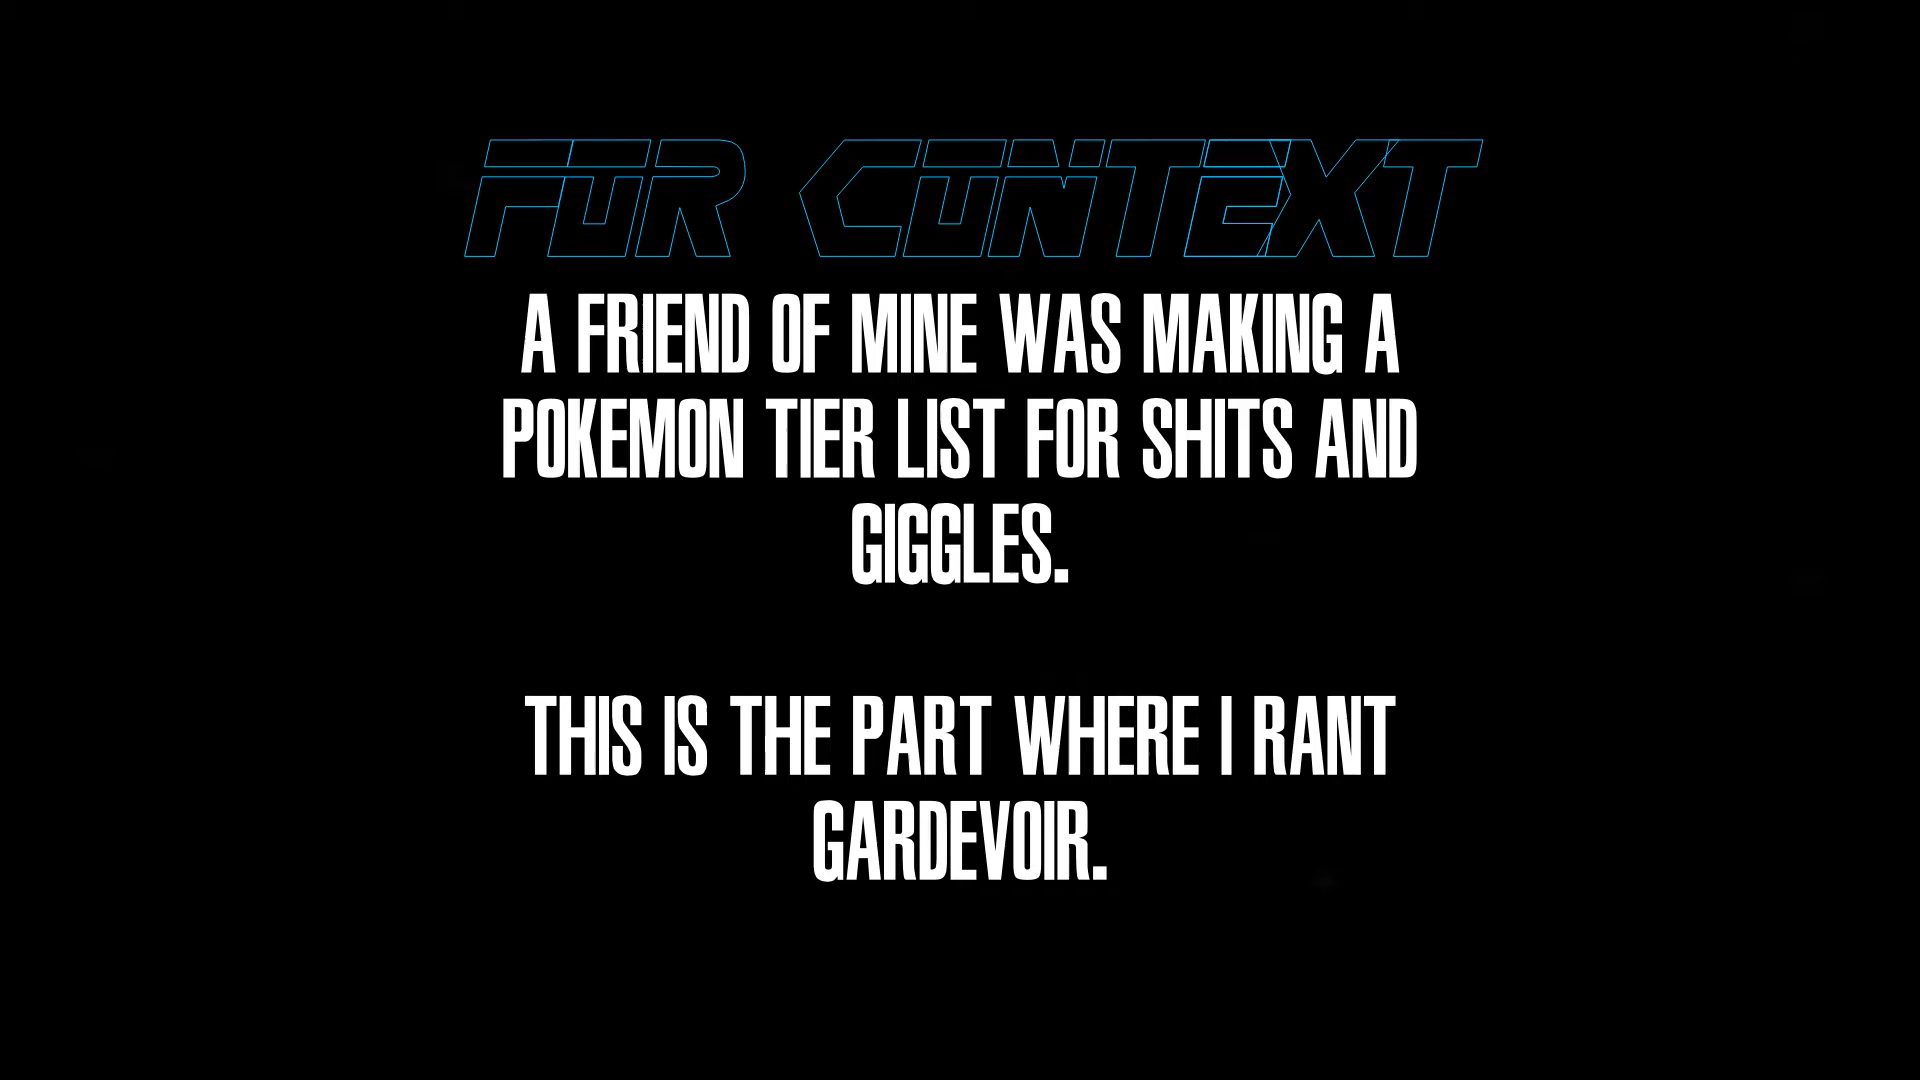 FOR CONTEXT
A FRIEND OF MINE WAS MAKING A
POKEMON TIER LIST FOR SHITS AND
GIGGLES.
THIS IS THE PART WHERE I RANT
GARDEVOIR.